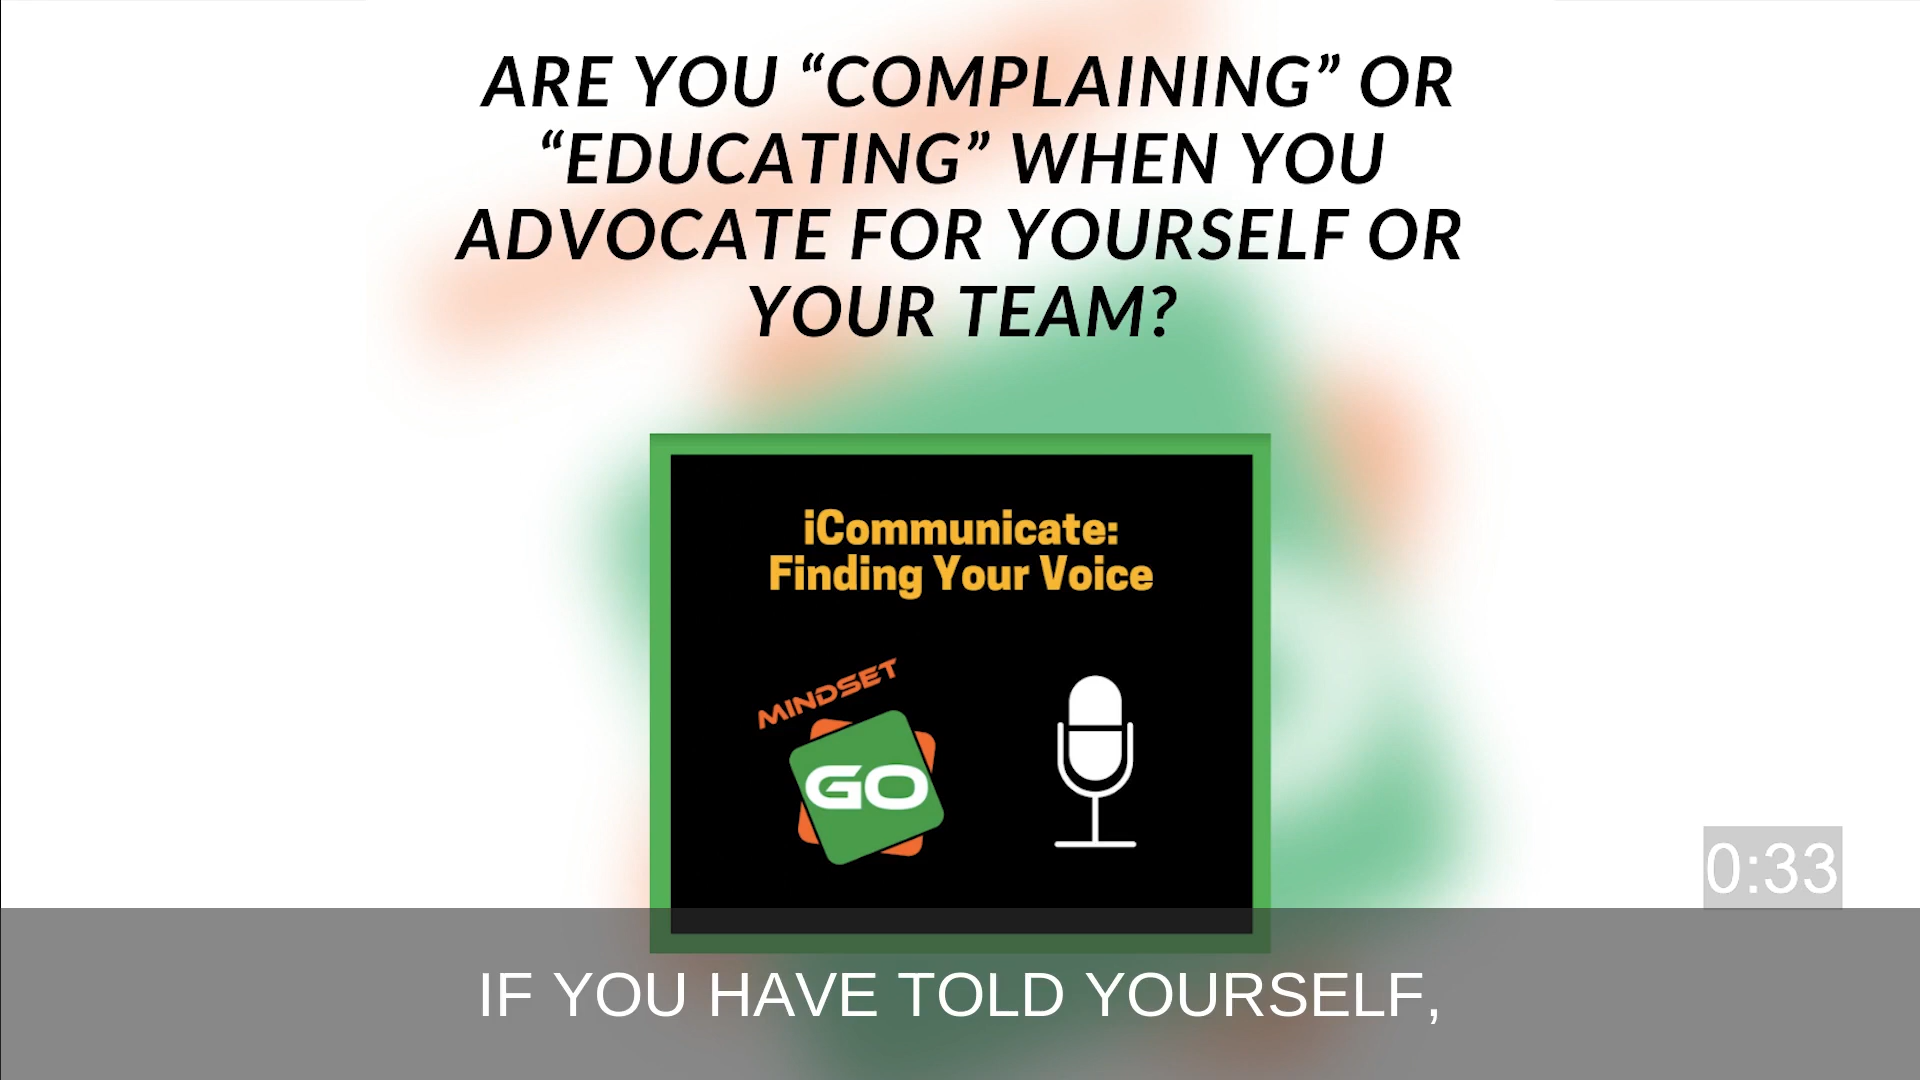 ARE YOU “COMPLAINING” OR
“EDUCATING” WHEN YOU
ADVOCATE FOR YOURSELF OR
YOUR TEAM?
iCommunicate:
Finding Your Voice
MINDSET
GO
0:33
IF YOU HAVE TOLD YOURSELF,